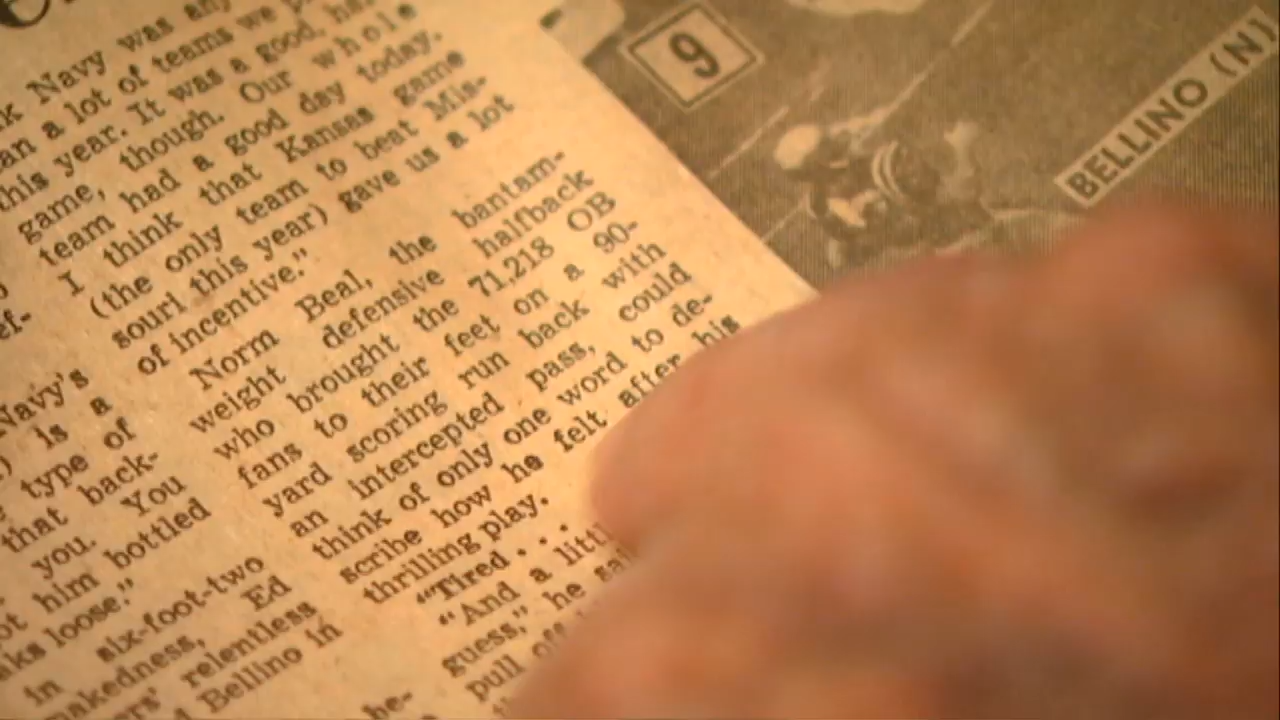 Navy was any
an a lot of teams we
this year. It was a good,
game, though. Our whole
team had a good day today.
I think that Kansas game
(the only team to beat Mis-
souri this year) gave us a lot
of incentive."
Norm Beal, the bantam-
weight defensive halfback
who brought the 71,218 OB
fans to their feet on a 90-
yard scoring run back with
an intercepted pass, could
think of only one word to de-
scribe how he felt after his
thrilling play.
"Tired . . .
"And a little
guess," he
pull off
ef-
Navy's
is a
type of
that back-
you. You
him bottled
loose."
in six-foot-two
Ed
relentless
Bellino in
be-
9
BELLINO (N)